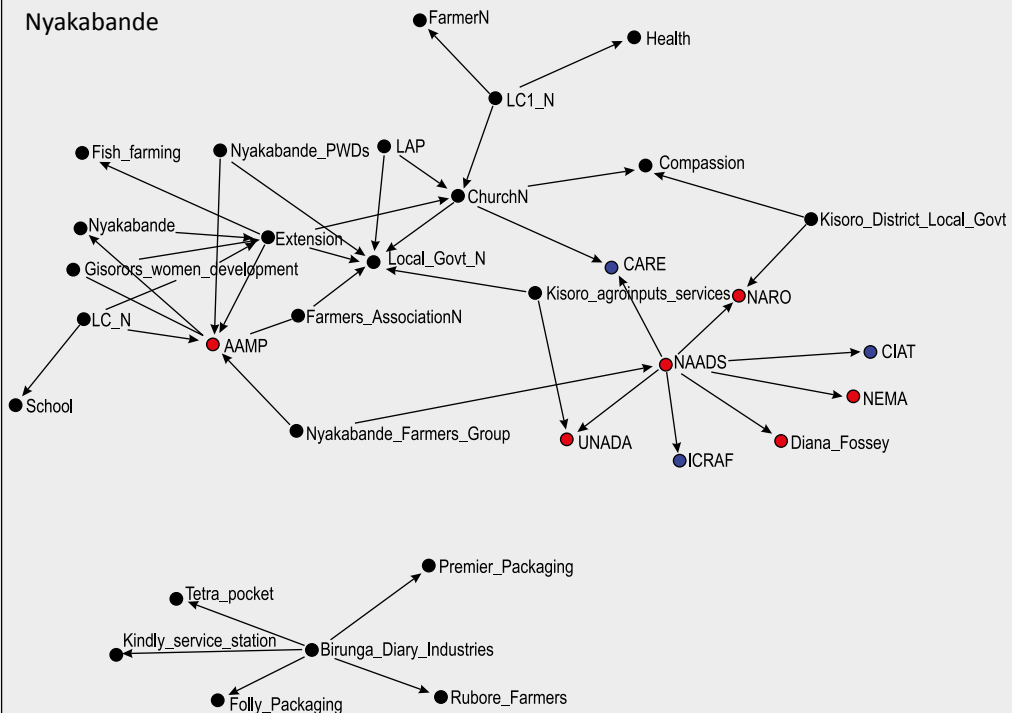 Nyakabande
FarmerN
Health
LC1_N
Fish_farming
Nyakabande_PWDs
LAP
Compassion
ChurchN
Nyakabande
Extension
Kisoro_District_Local_Govt
Gisorors_women_development
Local_Govt_N
CARE
Kisoro_agroinputs_services
NARO
LC_N
Farmers_AssociationN
AAMP
NAADS
CIAT
School
NEMA
Nyakabande_Farmers_Group
UNADA
Diana_Fossey
ICRAF
Premier_Packaging
Tetra_pocket
Kindly_service_station
Birunga_Diary_Industries
Folly_Packaging
Rubore_Farmers